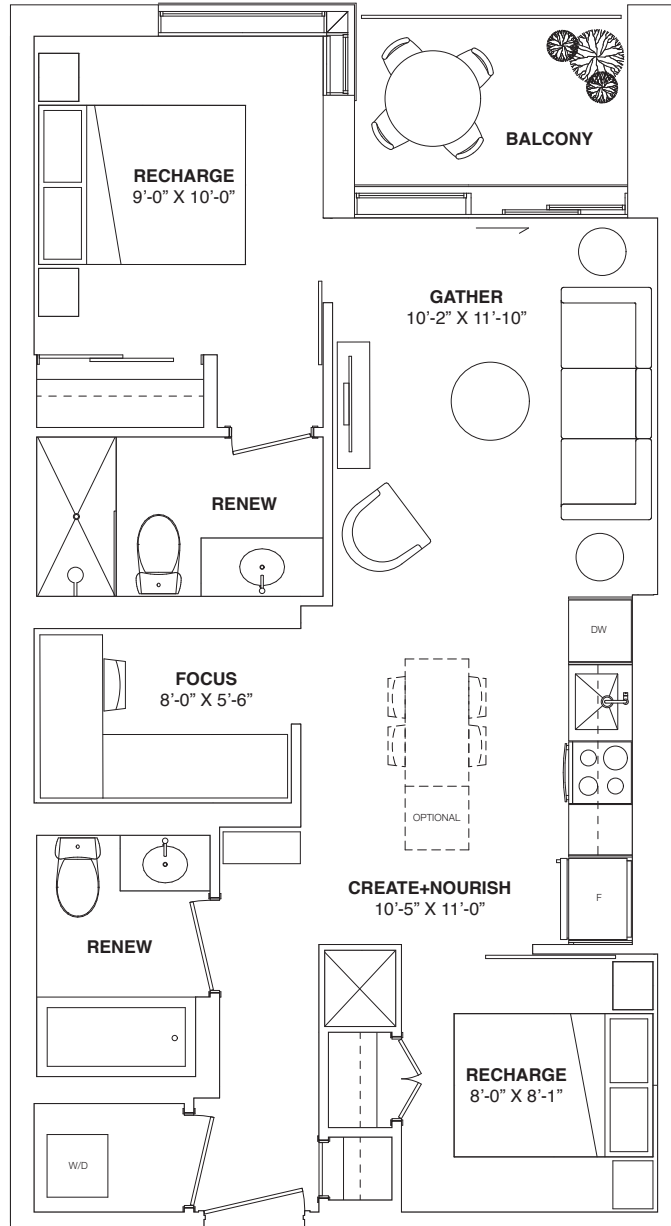 BALCONY
RECHARGE
9’-0” X 10’-0”
GATHER
10’-2” X 11’-10”
RENEW
DW
FOCUS
8’-0” X 5’-6”
OPTIONAL
CREATE+NOURISH
10’-5” X 11’-0”
F
RENEW
RECHARGE
8’-0” X 8’-1”
W/D